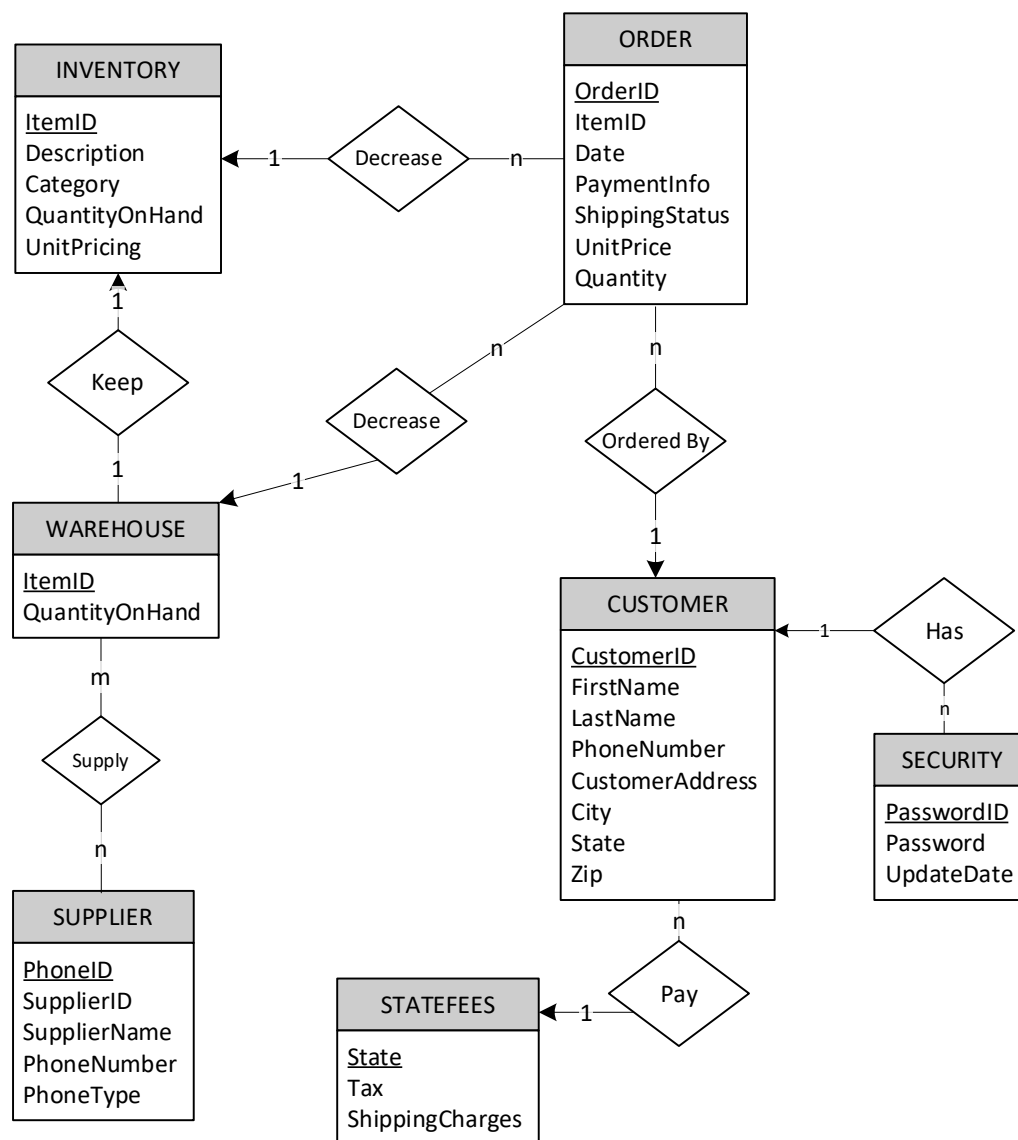 ORDER
OrderID
ItemID
Date
PaymentInfo
ShippingStatus
UnitPrice
Quantity
INVENTORY
ItemID
Description
Category
QuantityOnHand
UnitPricing
1
Decrease
n
1
Keep
1
n
Decrease
1
n
Ordered By
1
WAREHOUSE
ItemID
QuantityOnHand
CUSTOMER
CustomerID
FirstName
LastName
PhoneNumber
CustomerAddress
City
State
Zip
1
Has
n
SECURITY
PasswordID
Password
UpdateDate
m
Supply
n
SUPPLIER
PhoneID
SupplierID
SupplierName
PhoneNumber
PhoneType
n
Pay
1
STATEFEES
State
Tax
ShippingCharges